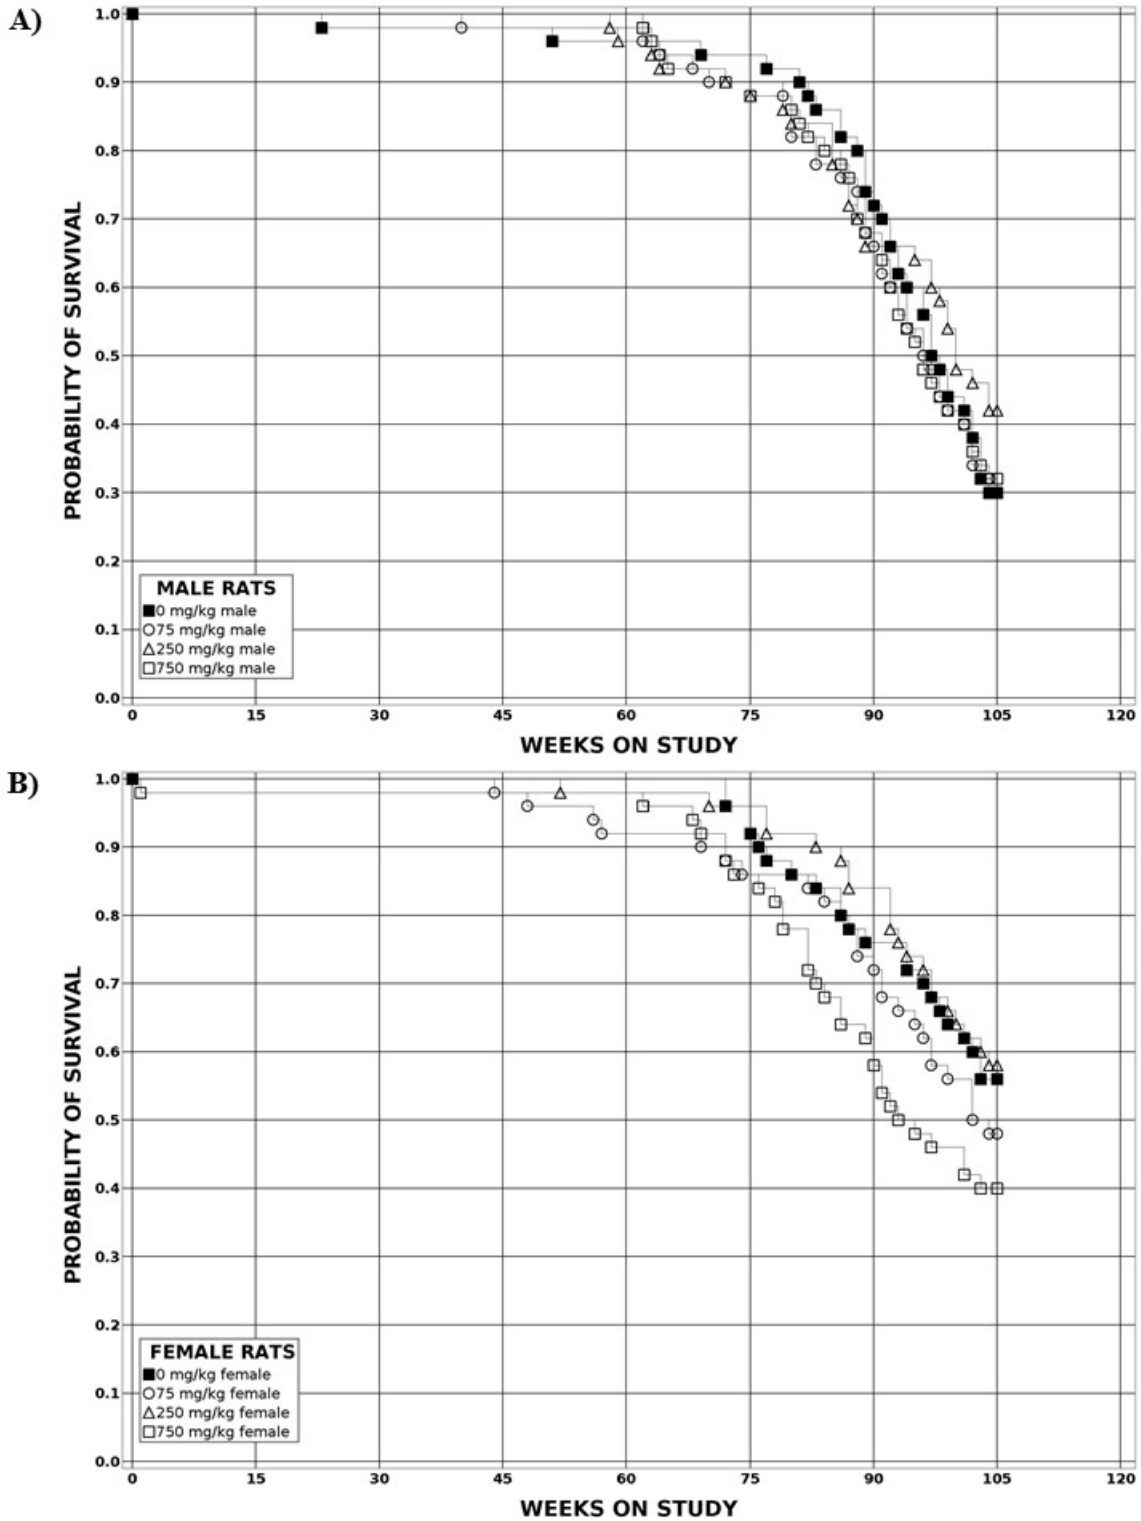 A)
1.0
0.9
0.8
0.7
0.6
0.5
0.4
0.3
0.2
0.1
0.0
PROBABILITY OF SURVIVAL
MALE RATS
0 mg/kg male
75 mg/kg male
250 mg/kg male
750 mg/kg male
0 15 30 45 60 75 90 105 120
WEEKS ON STUDY
B)
1.0
0.9
0.8
0.7
0.6
0.5
0.4
0.3
0.2
0.1
0.0
PROBABILITY OF SURVIVAL
FEMALE RATS
0 mg/kg female
75 mg/kg female
250 mg/kg female
750 mg/kg female
0 15 30 45 60 75 90 105 120
WEEKS ON STUDY